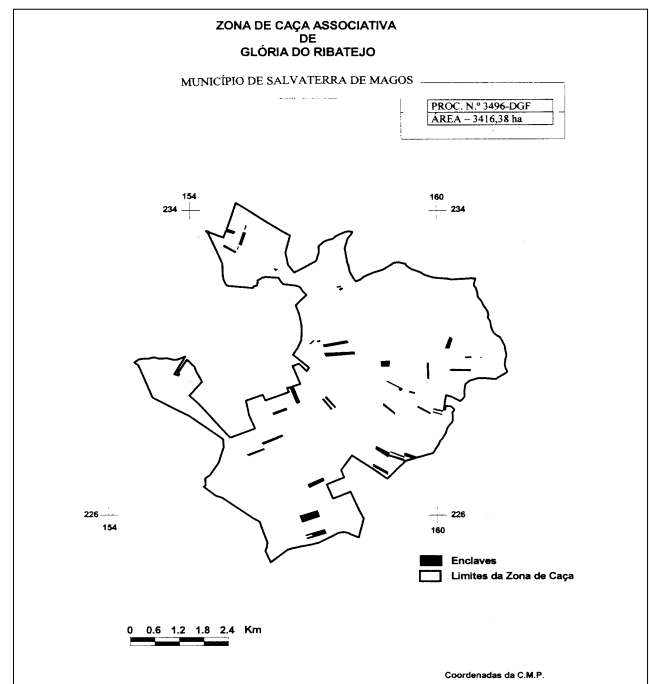 ZONA DE CAÇA ASSOCIATIVA
DE
GLÓRIA DO RIBATEJO
MUNICÍPIO DE SALVATERRA DE MAGOS
PROC. N.º 3496-DGF
ÁREA – 3416,38 ha
154
234
160
234
226
154
226
160
Enclaves
Limites da Zona de Caça
0 0.6 1.2 1.8 2.4 Km
Coordenadas da C.M.P.